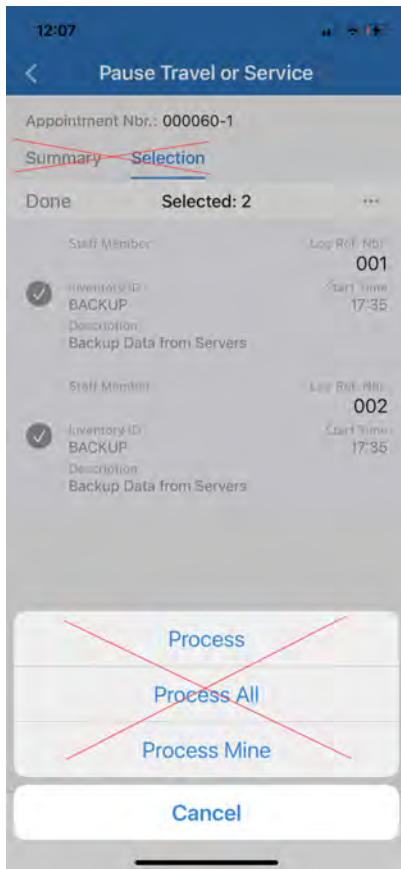 12:07
Pause Travel or Service
Appointment Nbr.: 000060-1
Summary Selection
Done Selected: 2 ...
Staff Member Log Ref. Nbr.
001
Inventory ID Start Time
BACKUP 17:35
Description
Backup Data from Servers
Staff Member Log Ref. Nbr.
002
Inventory ID Start Time
BACKUP 17:35
Description
Backup Data from Servers
Process
Process All
Process Mine
Cancel